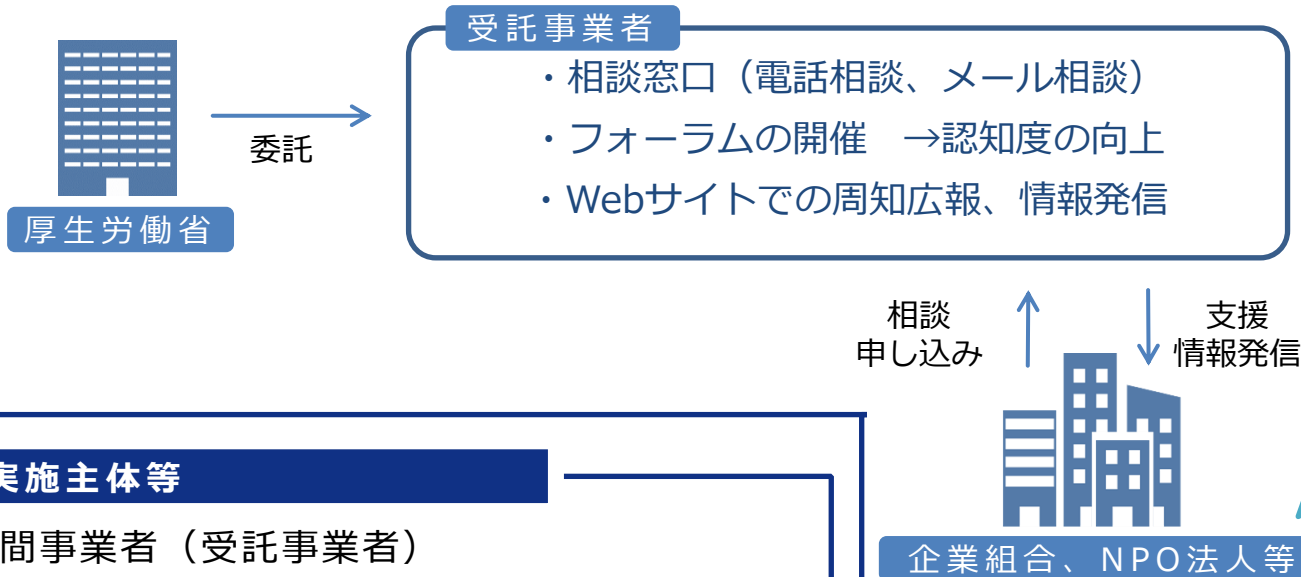 受託事業者
・相談窓口（電話相談、メール相談）
・フォーラムの開催　→認知度の向上
・Webサイトでの周知広報、情報発信
委託
厚生労働省
相談
申し込み
支援
情報発信
実施主体等
間事業者（受託事業者）
企業組合、NPO法人等